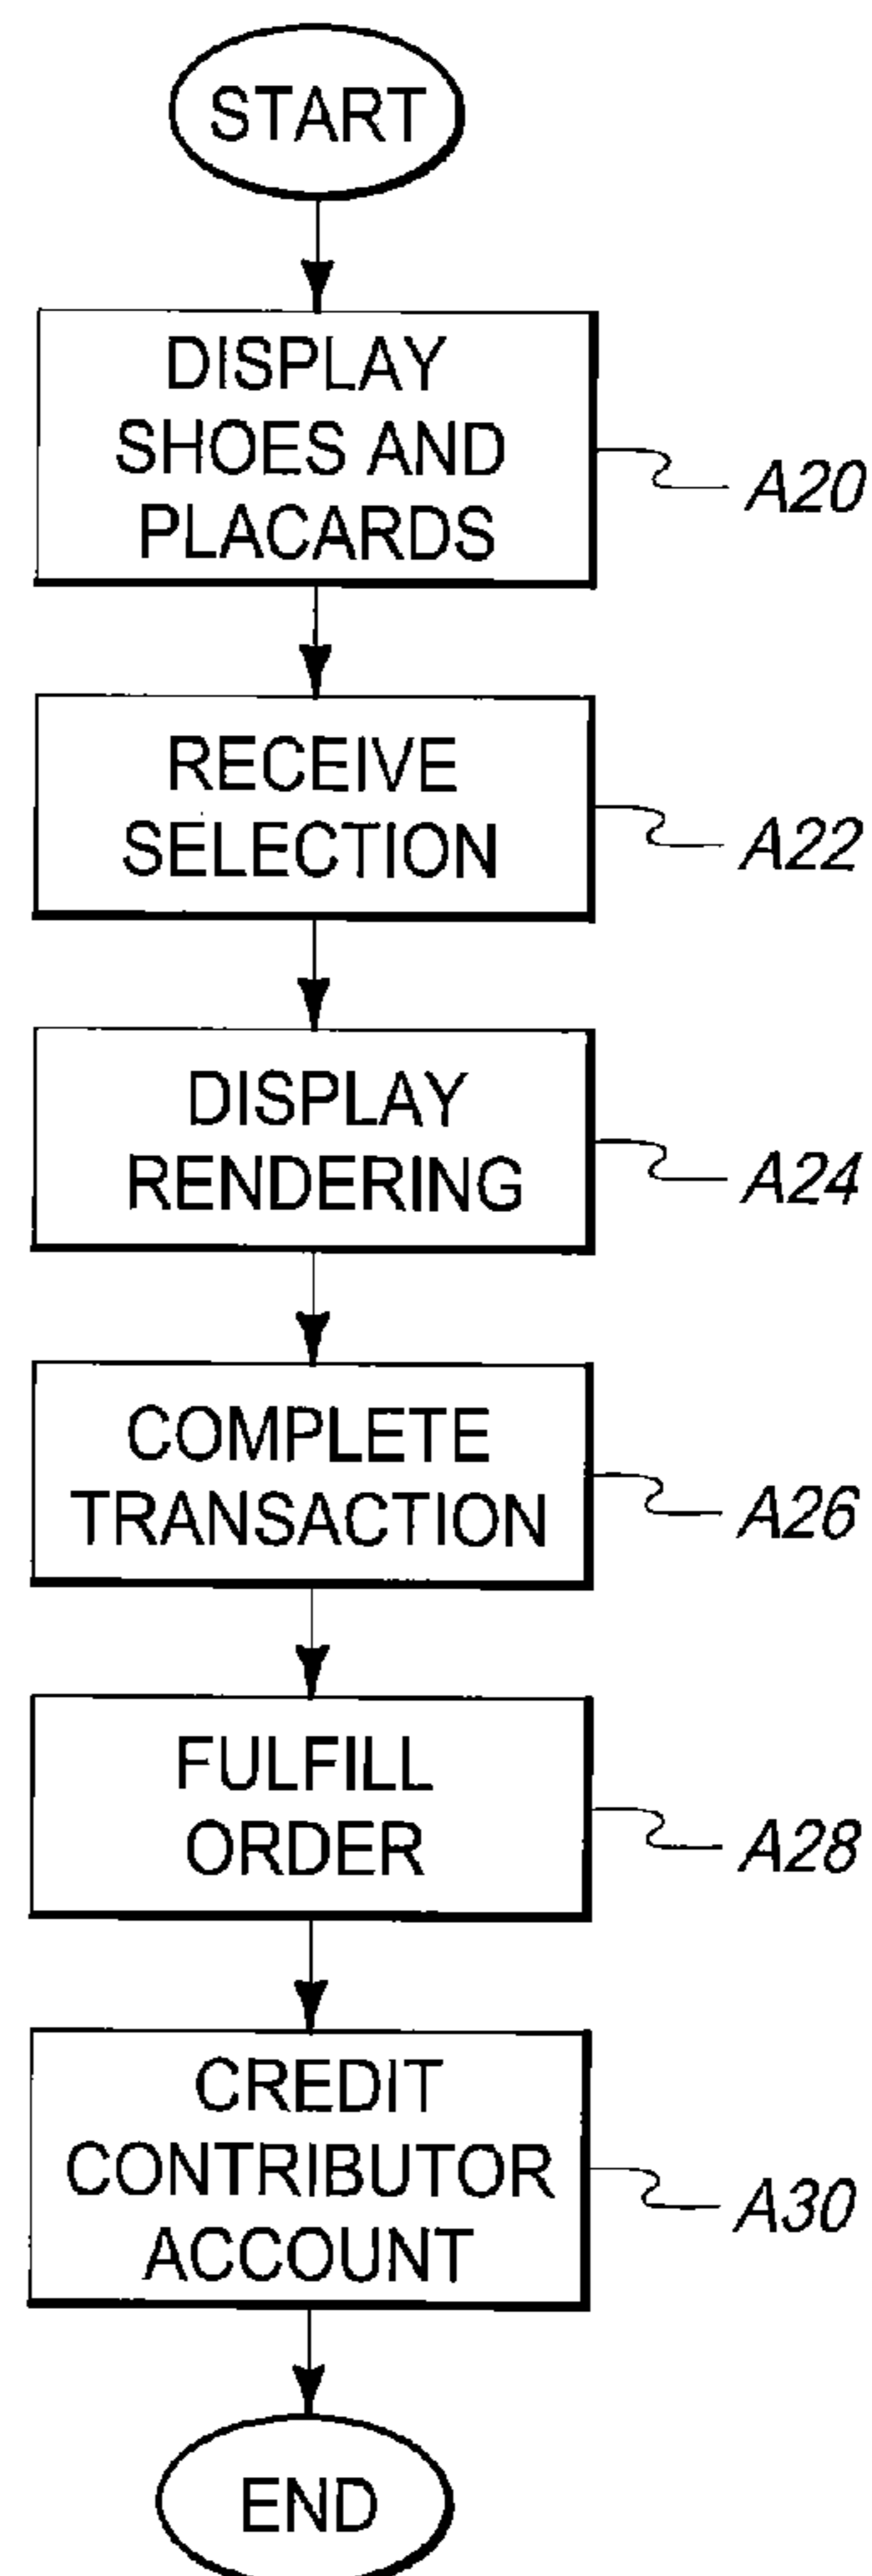 START
DISPLAY
SHOES AND
PLACARDS
A20
RECEIVE
SELECTION
A22
DISPLAY
RENDERING
A24
COMPLETE
TRANSACTION
A26
FULFILL
ORDER
A28
CREDIT
CONTRIBUTOR
ACCOUNT
A30
END